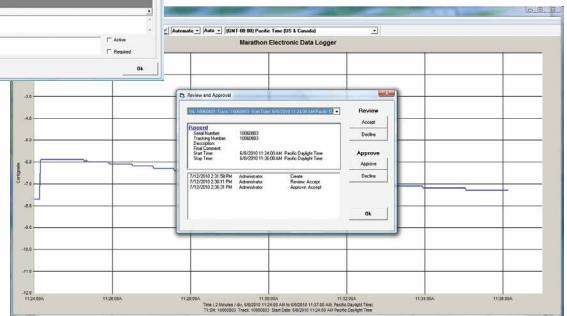 Active
Required
Ok
Automatic Auto (GMT-08:00) Pacific Time (US & Canada)
Marathon Electronic Data Logger
Review and Approval
Review
Accept
Decline
Approve
Approve
Decline
Ok
Record
Serial Number: 10060803
Tracking Number: 10060803
Description:
Final Comment:
Start Time: 6/8/2010 11:24:00 AM Pacific Daylight Time
Stop Time: 6/8/2010 11:36:00 AM Pacific Daylight Time
7/12/2010 2:31:58 PM Administrator Create
7/12/2010 2:36:11 PM Administrator Review: Accept
7/12/2010 2:36:31 PM Administrator Approve: Accept
Centigrade
-3.0
-4.0
-5.0
-6.0
-7.0
-8.0
-9.0
-10.0
-11.0
-12.0
11:24:00A 11:26:00A 11:28:00A 11:30:00A 11:32:00A 11:34:00A 11:36:00A
Time ( 2 Minutes / div, 6/8/2010 11:24:00 AM to 6/8/2010 11:37:00 AM, Pacific Daylight Time)
T1:SN: 10060803 Track: 10060803 Start Date: 6/8/2010 11:24:00 AM Pacific Daylight Time